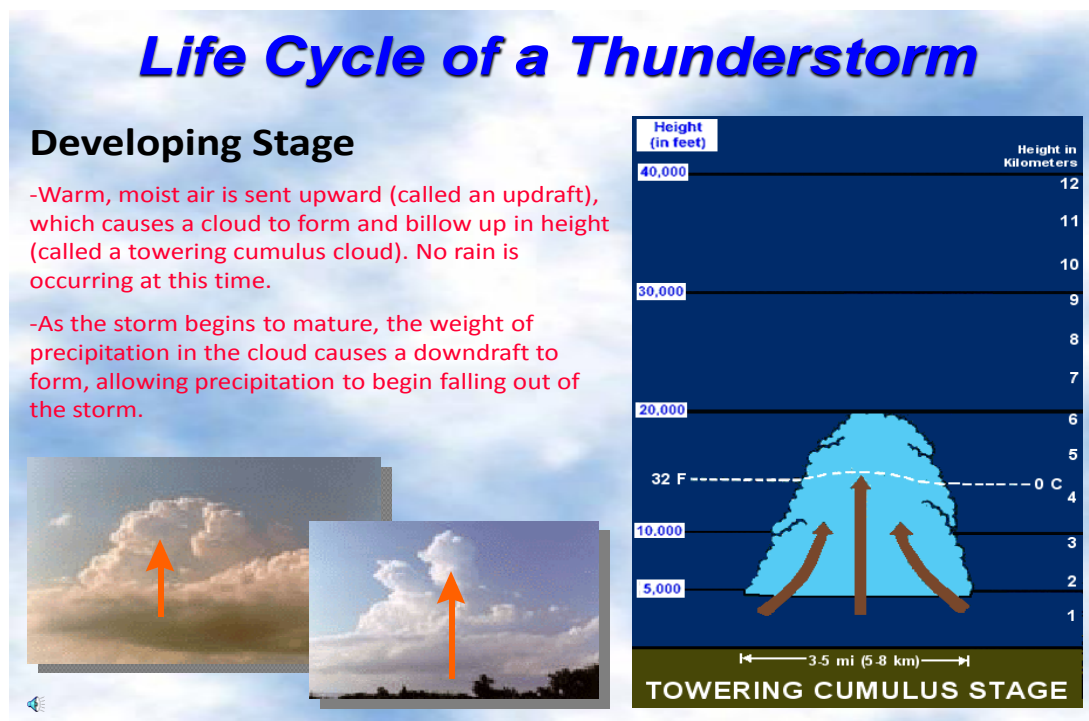 Life Cycle of a Thunderstorm
Developing Stage
-Warm, moist air is sent upward (called an updraft),
which causes a cloud to form and billow up in height
(called a towering cumulus cloud). No rain is
occurring at this time.
-As the storm begins to mature, the weight of
precipitation in the cloud causes a downdraft to
form, allowing precipitation to begin falling out of
the storm.
Height
(in feet)
Height in
Kilometers
40,000
12
11
10
30,000
9
8
7
20,000
6
5
32 F
0 C
4
10,000
3
2
5,000
1
3-5 mi (5-8 km)
TOWERING CUMULUS STAGE